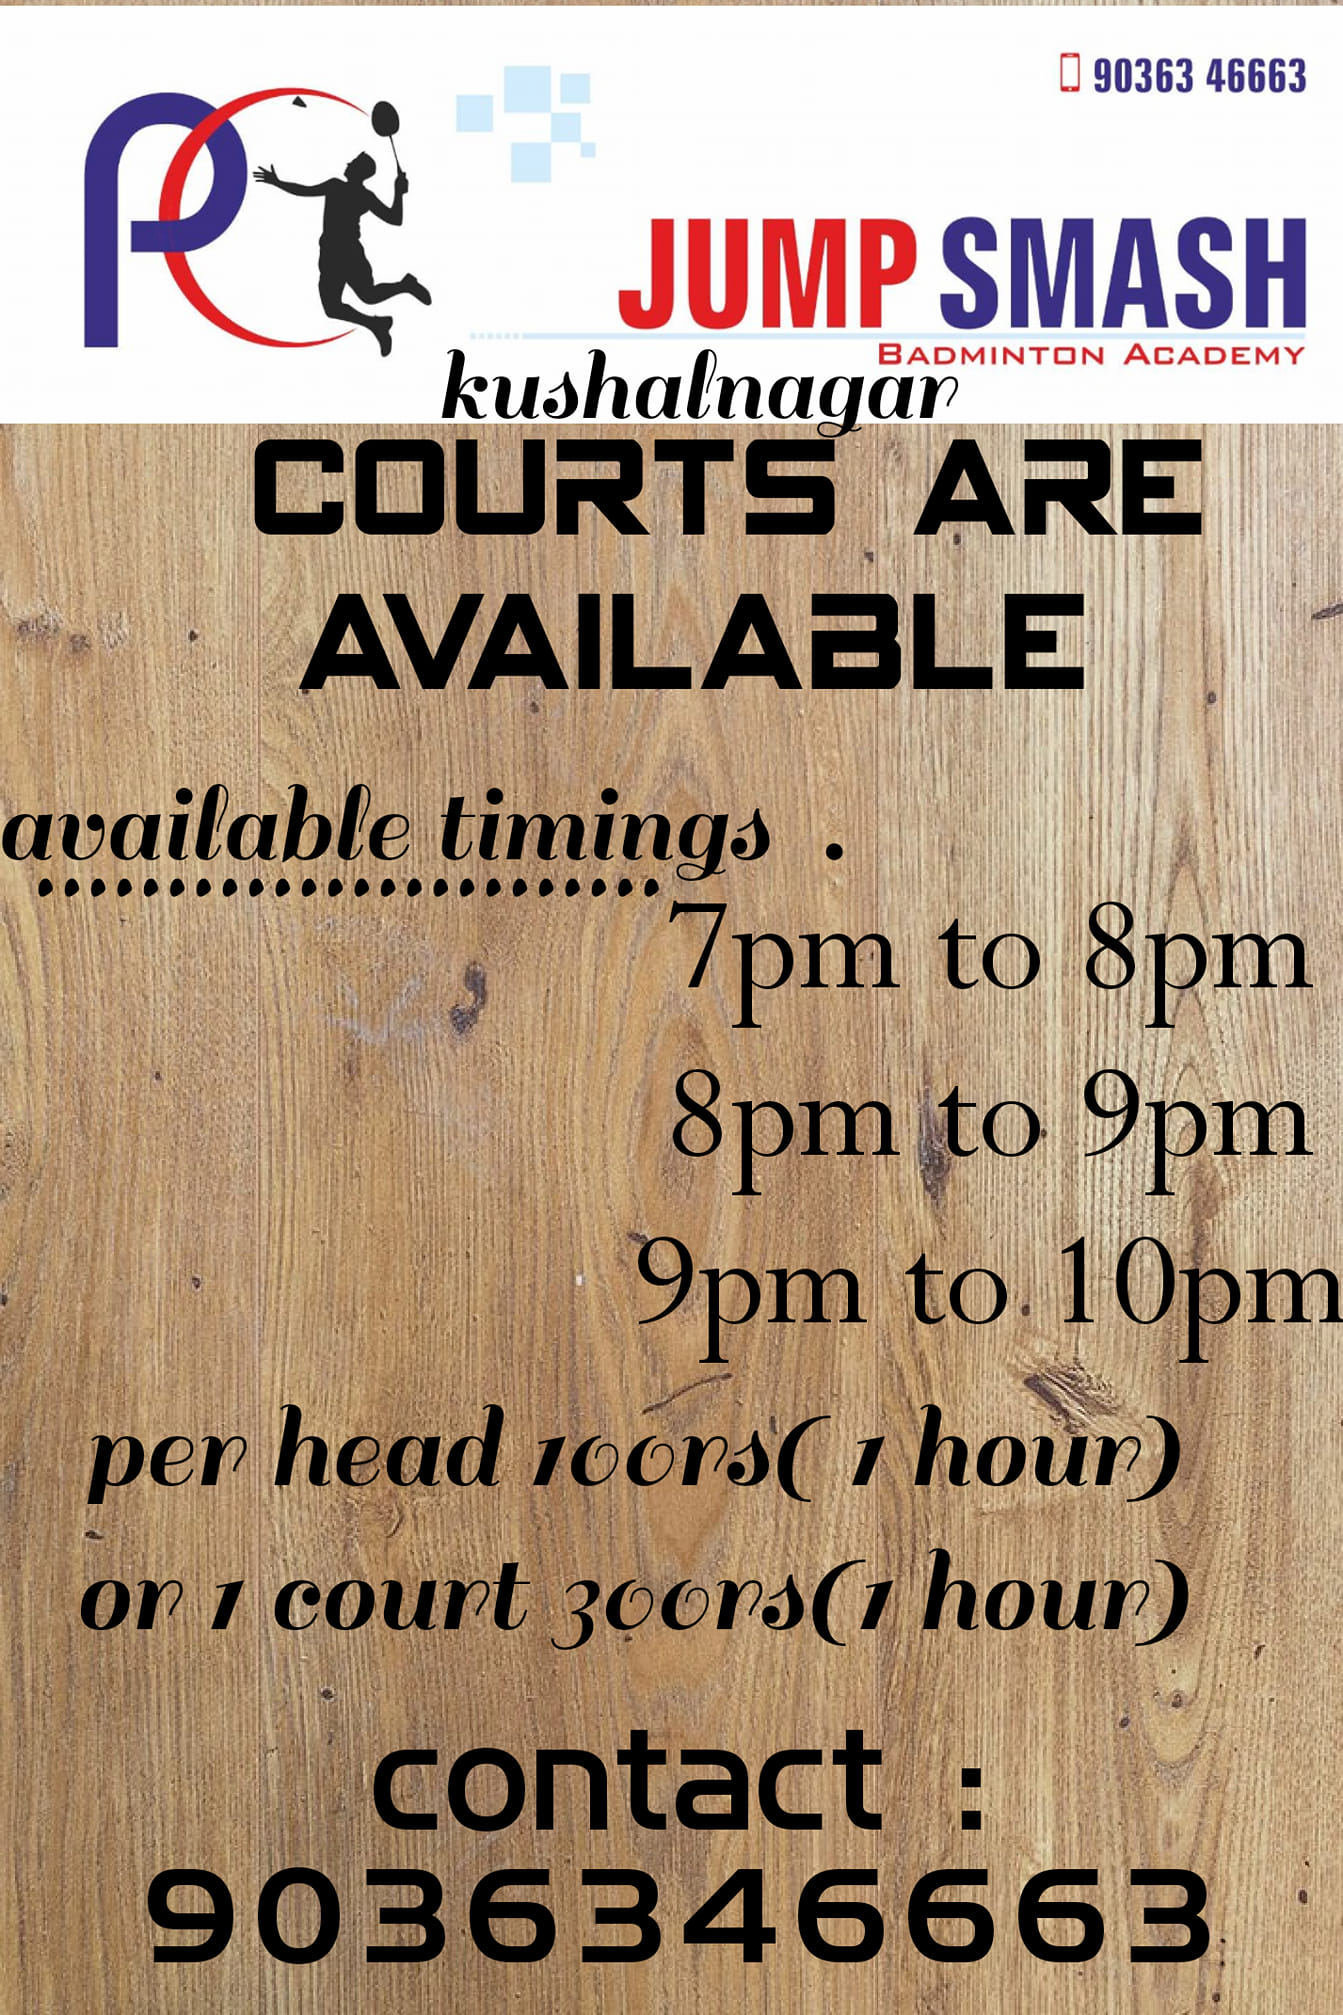 90363 46663
PC
JUMP SMASH
BADMINTON ACADEMY
kushalnagar
COURTS ARE
AVAILABLE
available timings .
7pm to 8pm
8pm to 9pm
9pm to 10pm
per head 100rs( 1 hour)
or 1 court 300rs(1 hour)
contact :
9036346663